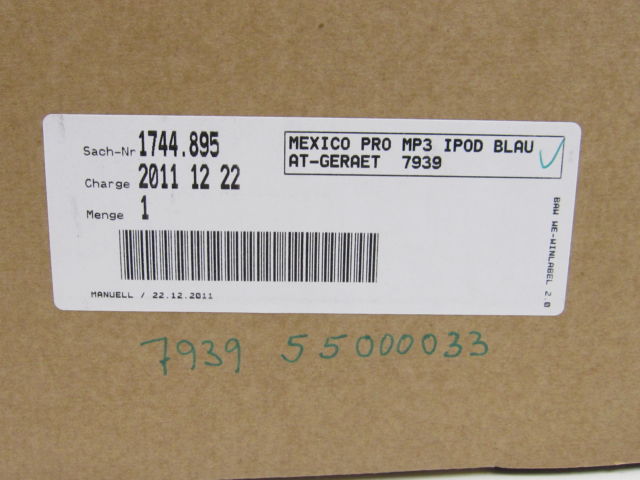 Sach-Nr 1744.895
Charge 2011 12 22
Menge 1
MEXICO PRO MP3 IPOD BLAU
AT-GERAET 7939
MANUELL / 22.12.2011
BAW WE-WINLABEL 2.0
7939 55000033